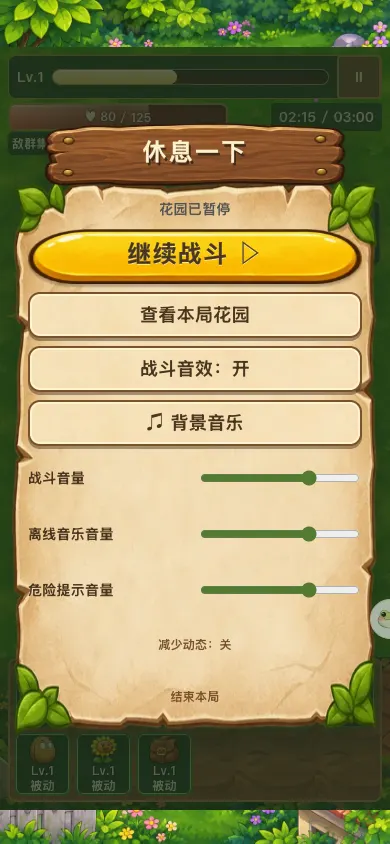 Lv.1
80 / 125
02:15 / 03:00
敌群集
休息一下
花园已暂停
继续战斗 ▷
查看本局花园
战斗音效：开
♫ 背景音乐
战斗音量
离线音乐音量
危险提示音量
减少动态：关
结束本局
Lv.1 Lv.1 Lv.1
被动 被动 被动